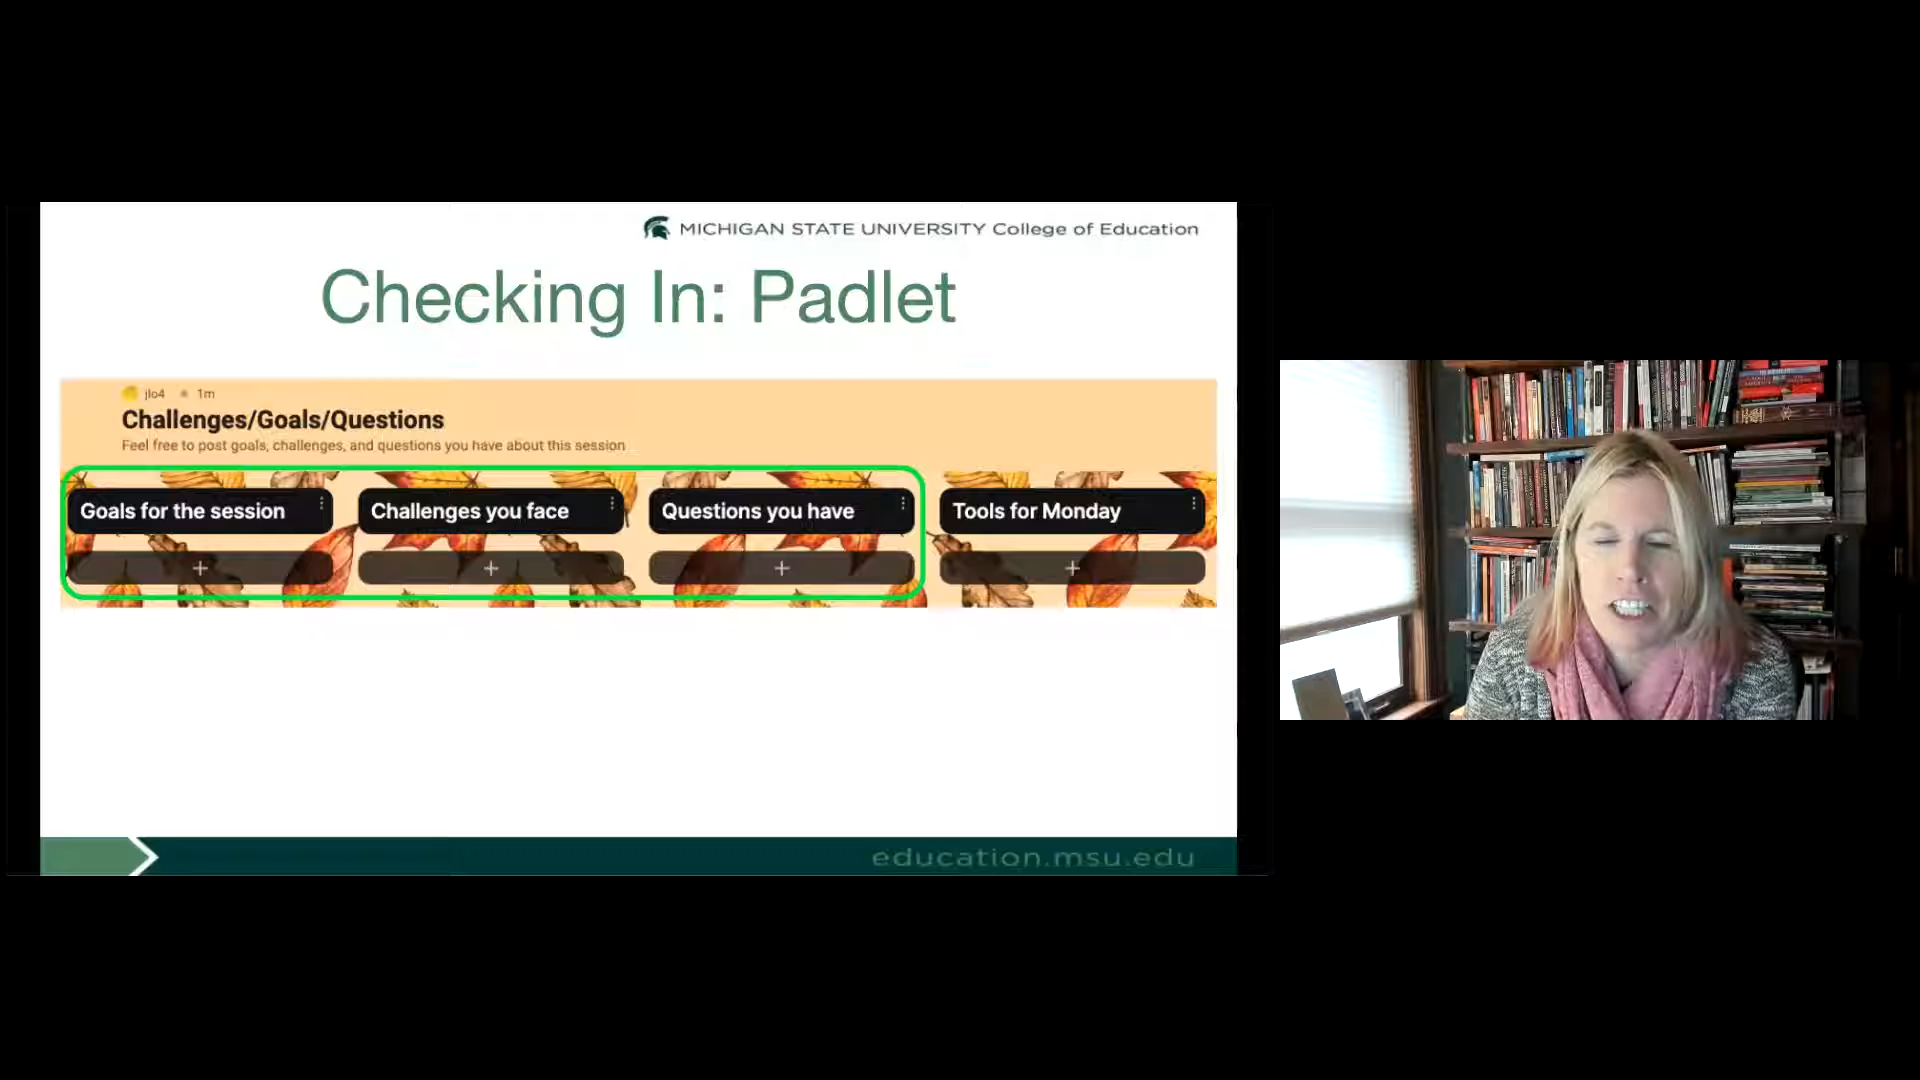 MICHIGAN STATE UNIVERSITY College of Education
Checking In: Padlet
jlo4 1m
Challenges/Goals/Questions
Feel free to post goals, challenges, and questions you have about this session
Goals for the session
Challenges you face
Questions you have
Tools for Monday
+ + + +
education.msu.edu